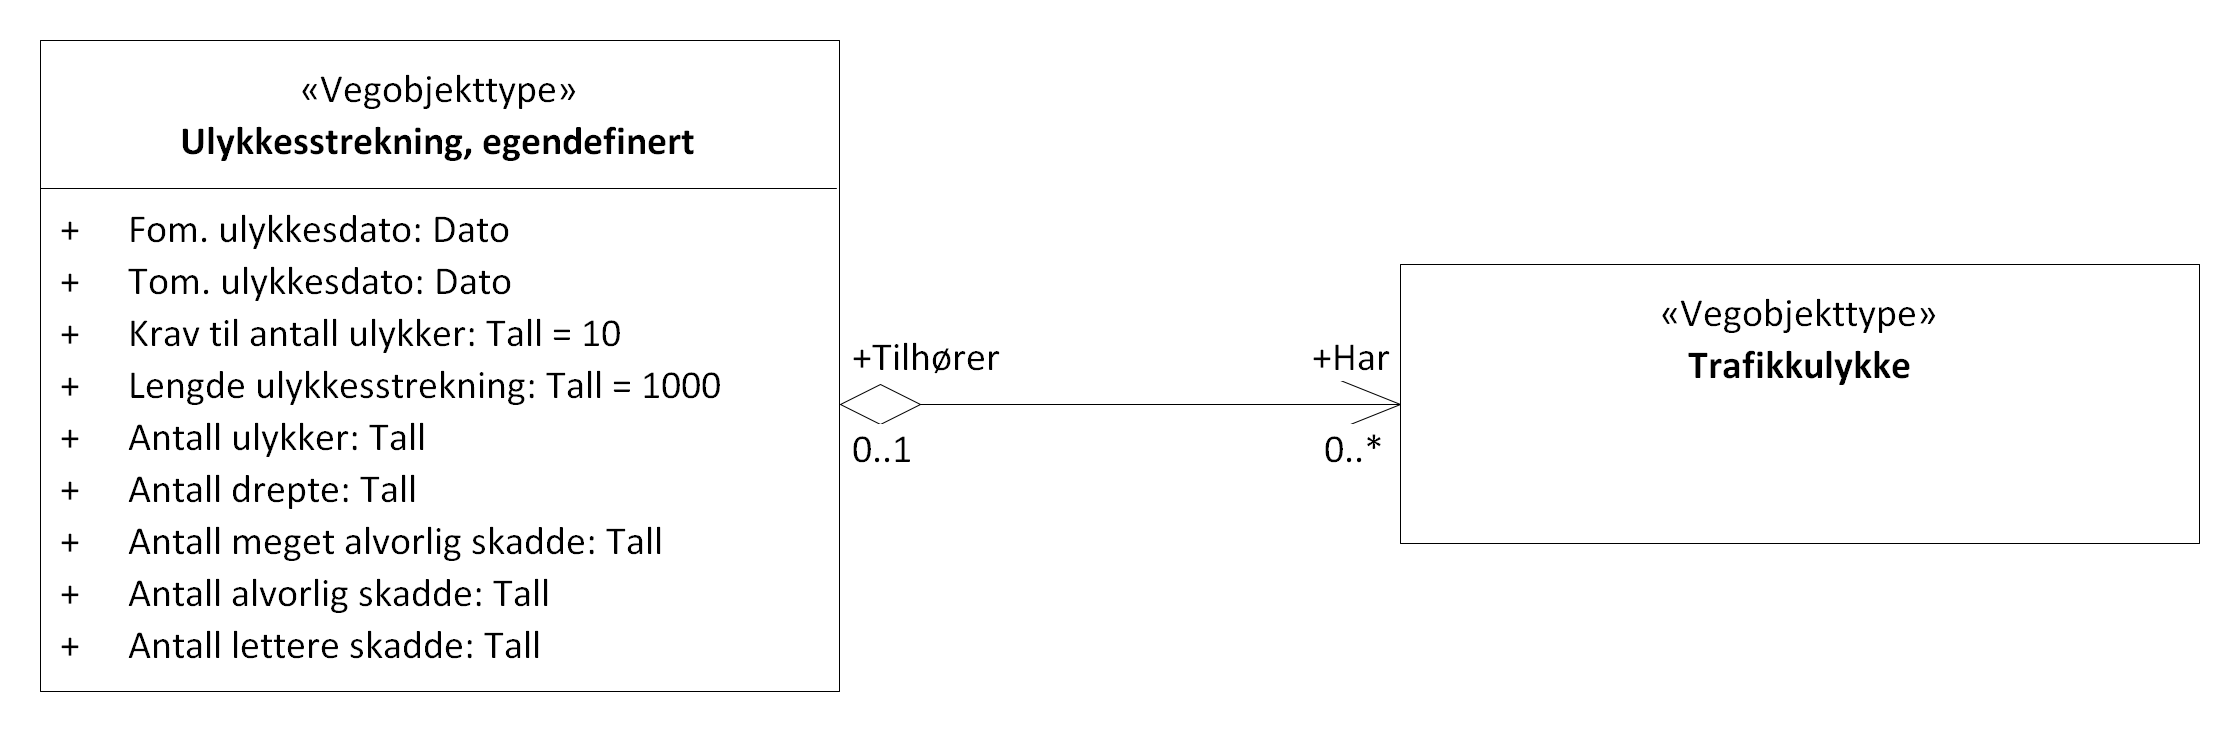 «Vegobjekttype»
Ulykkesstrekning, egendefinert
+ Fom. ulykkesdato: Dato
+ Tom. ulykkesdato: Dato
+ Krav til antall ulykker: Tall = 10
+ Lengde ulykkesstrekning: Tall = 1000
+ Antall ulykker: Tall
+ Antall drepte: Tall
+ Antall meget alvorlig skadde: Tall
+ Antall alvorlig skadde: Tall
+ Antall lettere skadde: Tall
+Tilhører
0..1
+Har
0..*
«Vegobjekttype»
Trafikkulykke